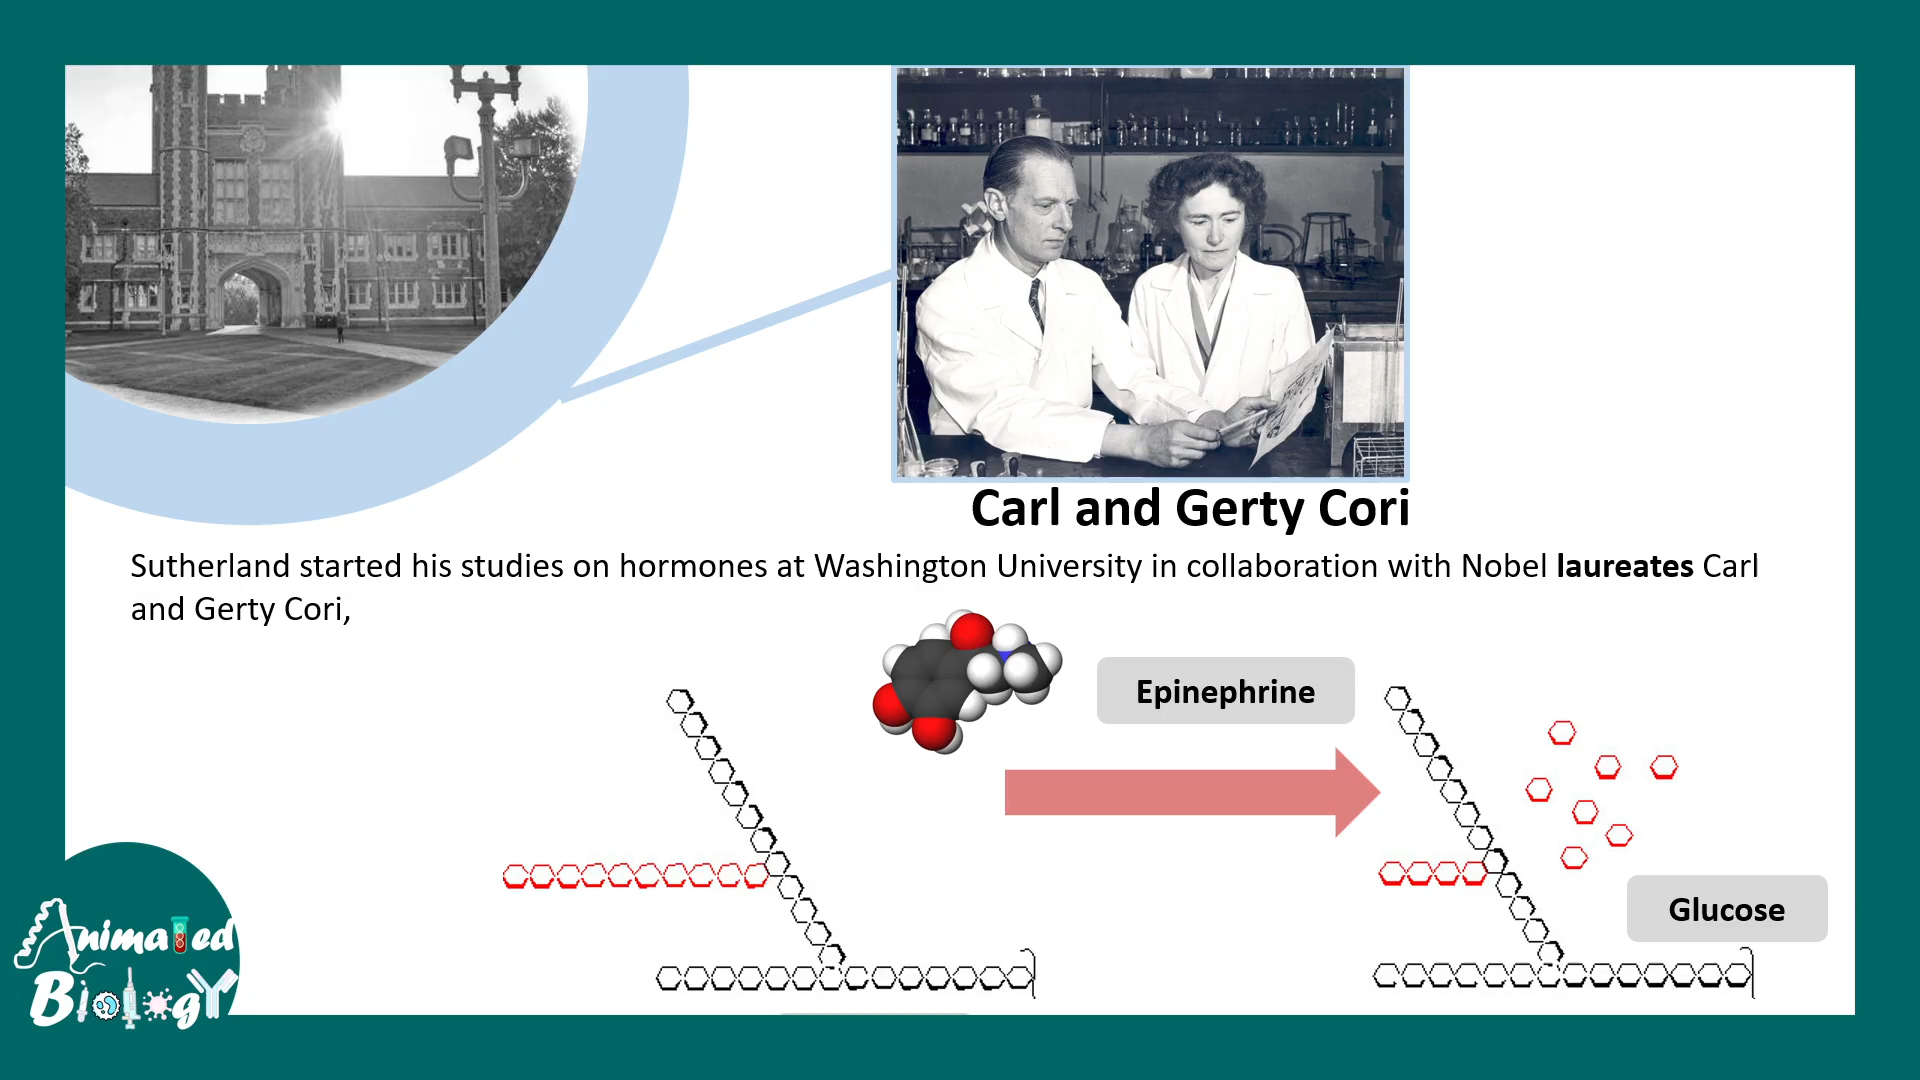 Carl and Gerty Cori
Sutherland started his studies on hormones at Washington University in collaboration with Nobel laureates Carl
and Gerty Cori,
Epinephrine
Glucose
Animated
Biology